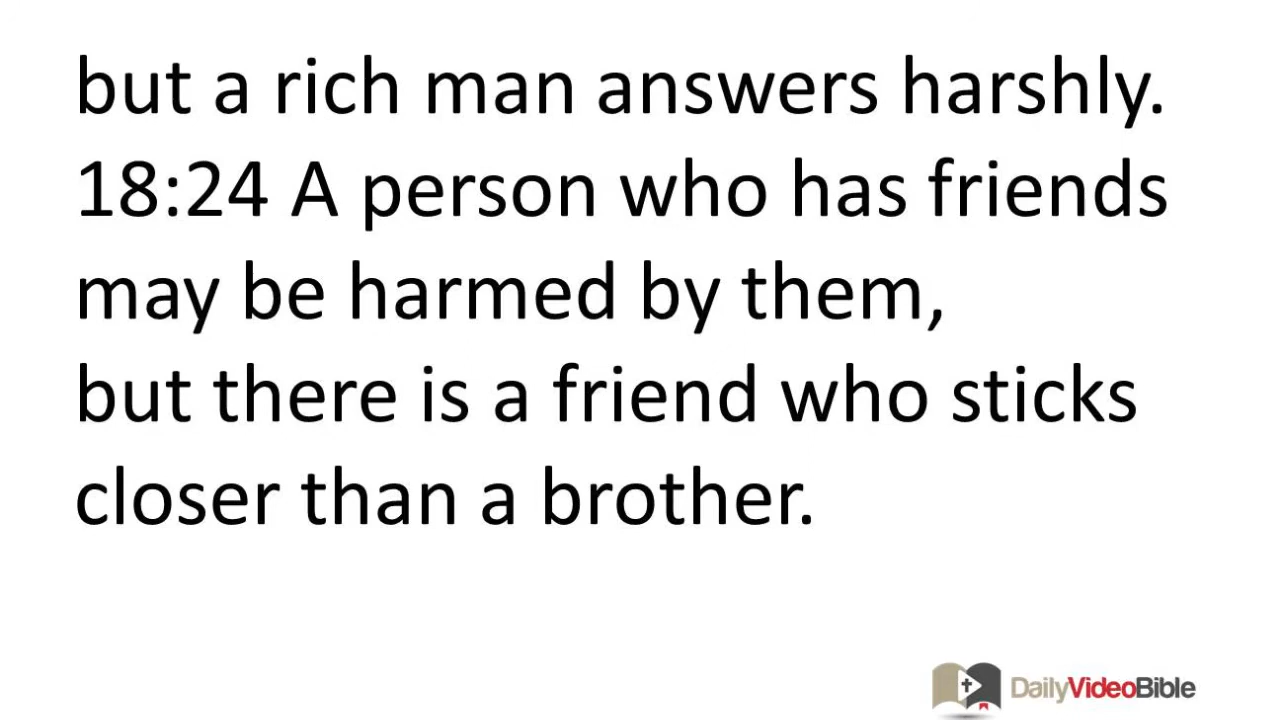 but a rich man answers harshly.
18:24 A person who has friends
may be harmed by them,
but there is a friend who sticks
closer than a brother.
DailyVideoBible